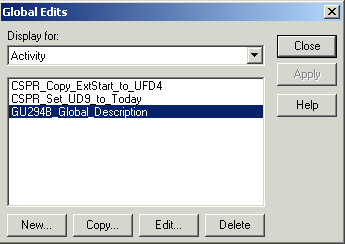 Global Edits
Display for:
Activity
Close
Apply
Help
CSPR_Copy_ExtStart_to_UFD4
CSPR_Set_UD9_to_Today
GU294B_Global_Description
New...
Copy...
Edit...
Delete